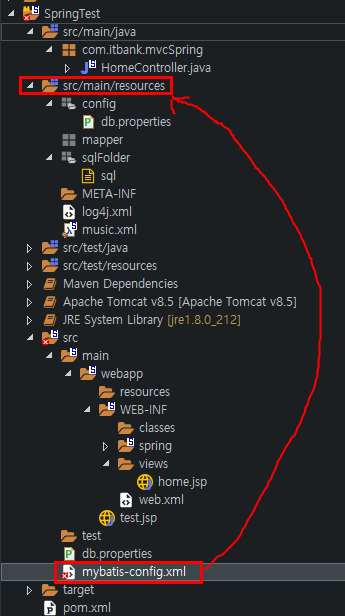 SpringTest
src/main/java
com.itbank.mvcSpring
HomeController.java
src/main/resources
config
db.properties
mapper
sqlFolder
sql
META-INF
log4j.xml
music.xml
src/test/java
src/test/resources
Maven Dependencies
Apache Tomcat v8.5 [Apache Tomcat v8.5]
JRE System Library [jre1.8.0_212]
src
main
webapp
resources
WEB-INF
classes
spring
views
home.jsp
web.xml
test.jsp
test
db.properties
mybatis-config.xml
target
pom.xml